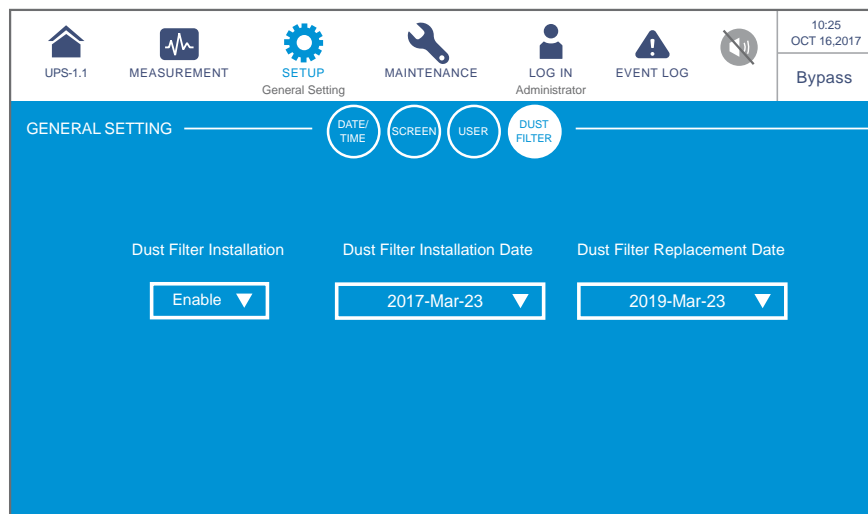 10:25
OCT 16,2017
UPS-1.1
MEASUREMENT
SETUP
General Setting
MAINTENANCE
LOG IN
Administrator
EVENT LOG
Bypass
GENERAL SETTING
DATE/
TIME
SCREEN
USER
DUST
FILTER
Dust Filter Installation
Dust Filter Installation Date
Dust Filter Replacement Date
Enable
2017-Mar-23
2019-Mar-23